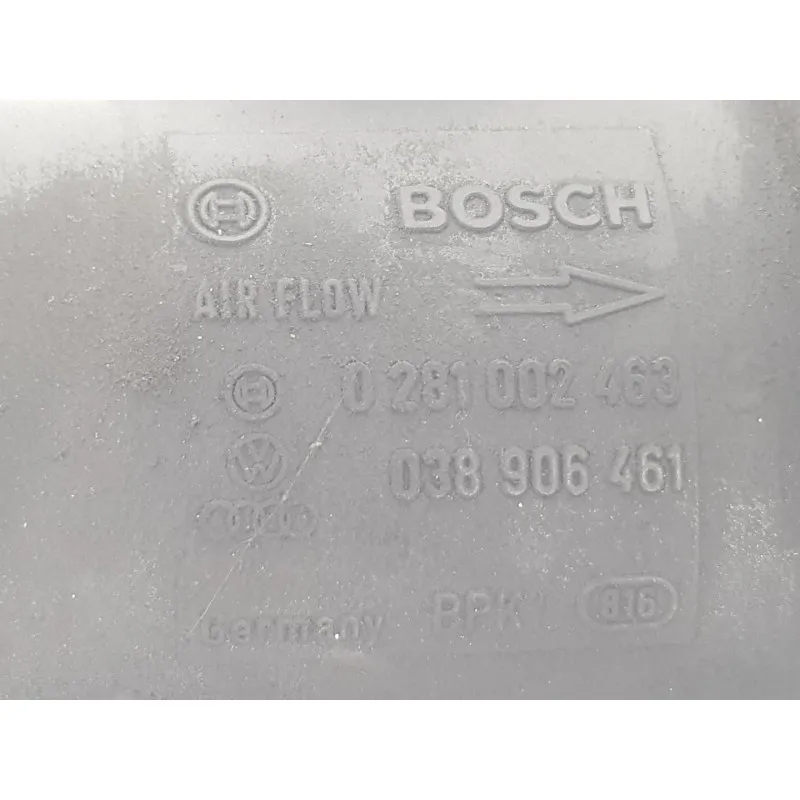 BOSCH
AIR FLOW
0 281 002 463
038 906 461
Germany